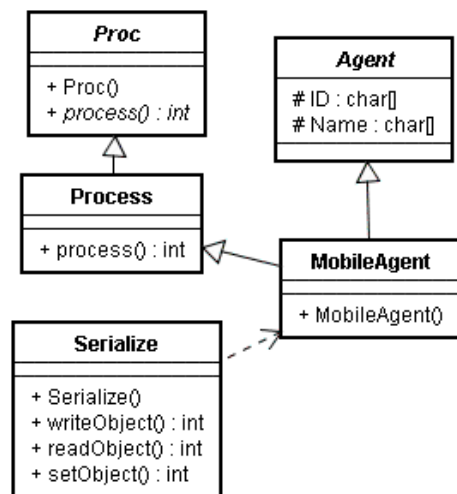 Proc
+ Proc()
+ process() : int
Agent
# ID : char[]
# Name : char[]
Process
+ process() : int
MobileAgent
+ MobileAgent()
Serialize
+ Serialize()
+ writeObject() : int
+ readObject() : int
+ setObject() : int